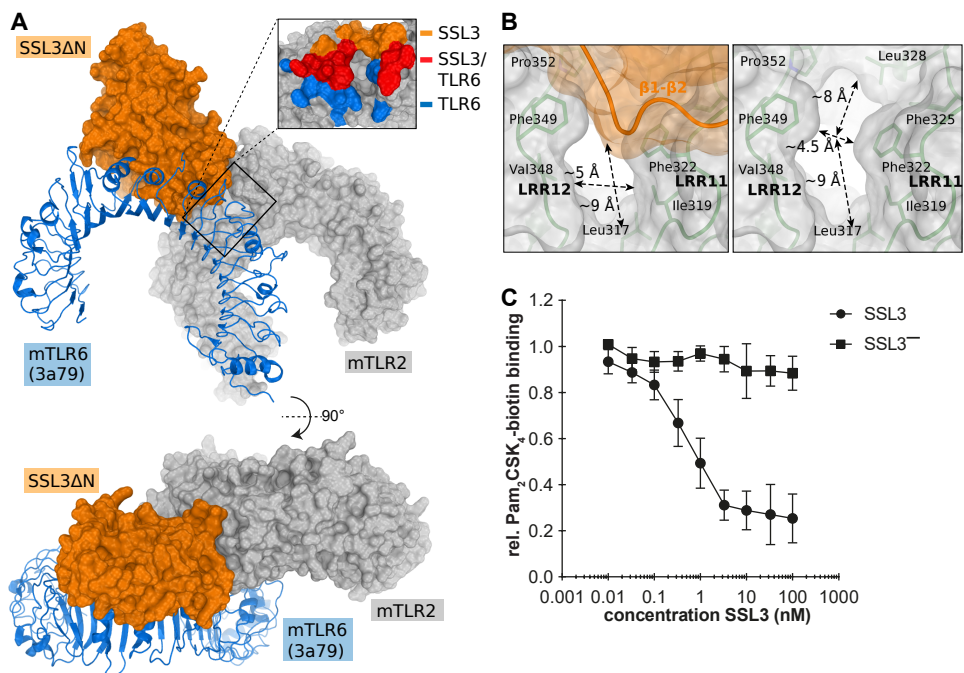 A
SSL3ΔN
SSL3
SSL3/
TLR6
TLR6
mTLR6
(3a79)
mTLR2
90°
SSL3ΔN
mTLR2
mTLR6
(3a79)
B
Pro352
β1-β2
Phe349
Val348
LRR12
~5 Å
Phe322
LRR11
~9 Å
Ile319
Leu317
Pro352
Leu328
~8 Å
Phe349
Phe325
~4.5 Å
Val348
Phe322
LRR12
LRR11
~9 Å
Ile319
Leu317
C
rel. Pam2CSK4-biotin binding
1.2
1.0
0.8
0.6
0.4
0.2
0.0
0.001 0.01 0.1 1 10 100 1000
concentration SSL3 (nM)
SSL3
SSL3—